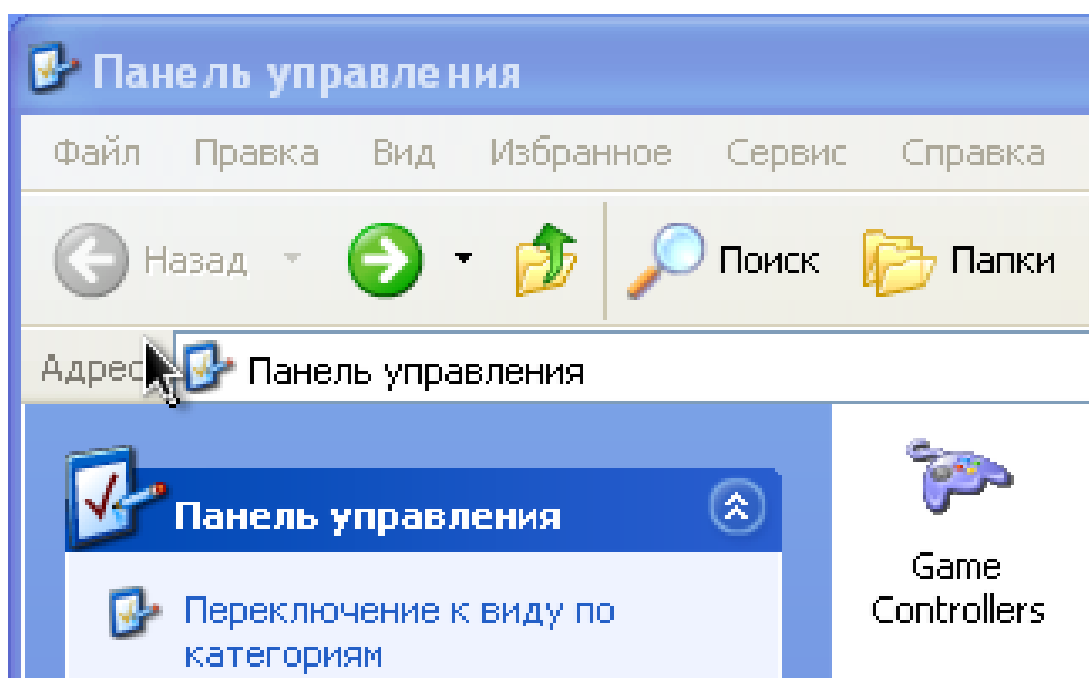 Панель управления
Файл Правка Вид Избранное Сервис Справка
Назад Поиск Папки
Адрес Панель управления
Панель управления
Переключение к виду по
категориям
Game
Controllers